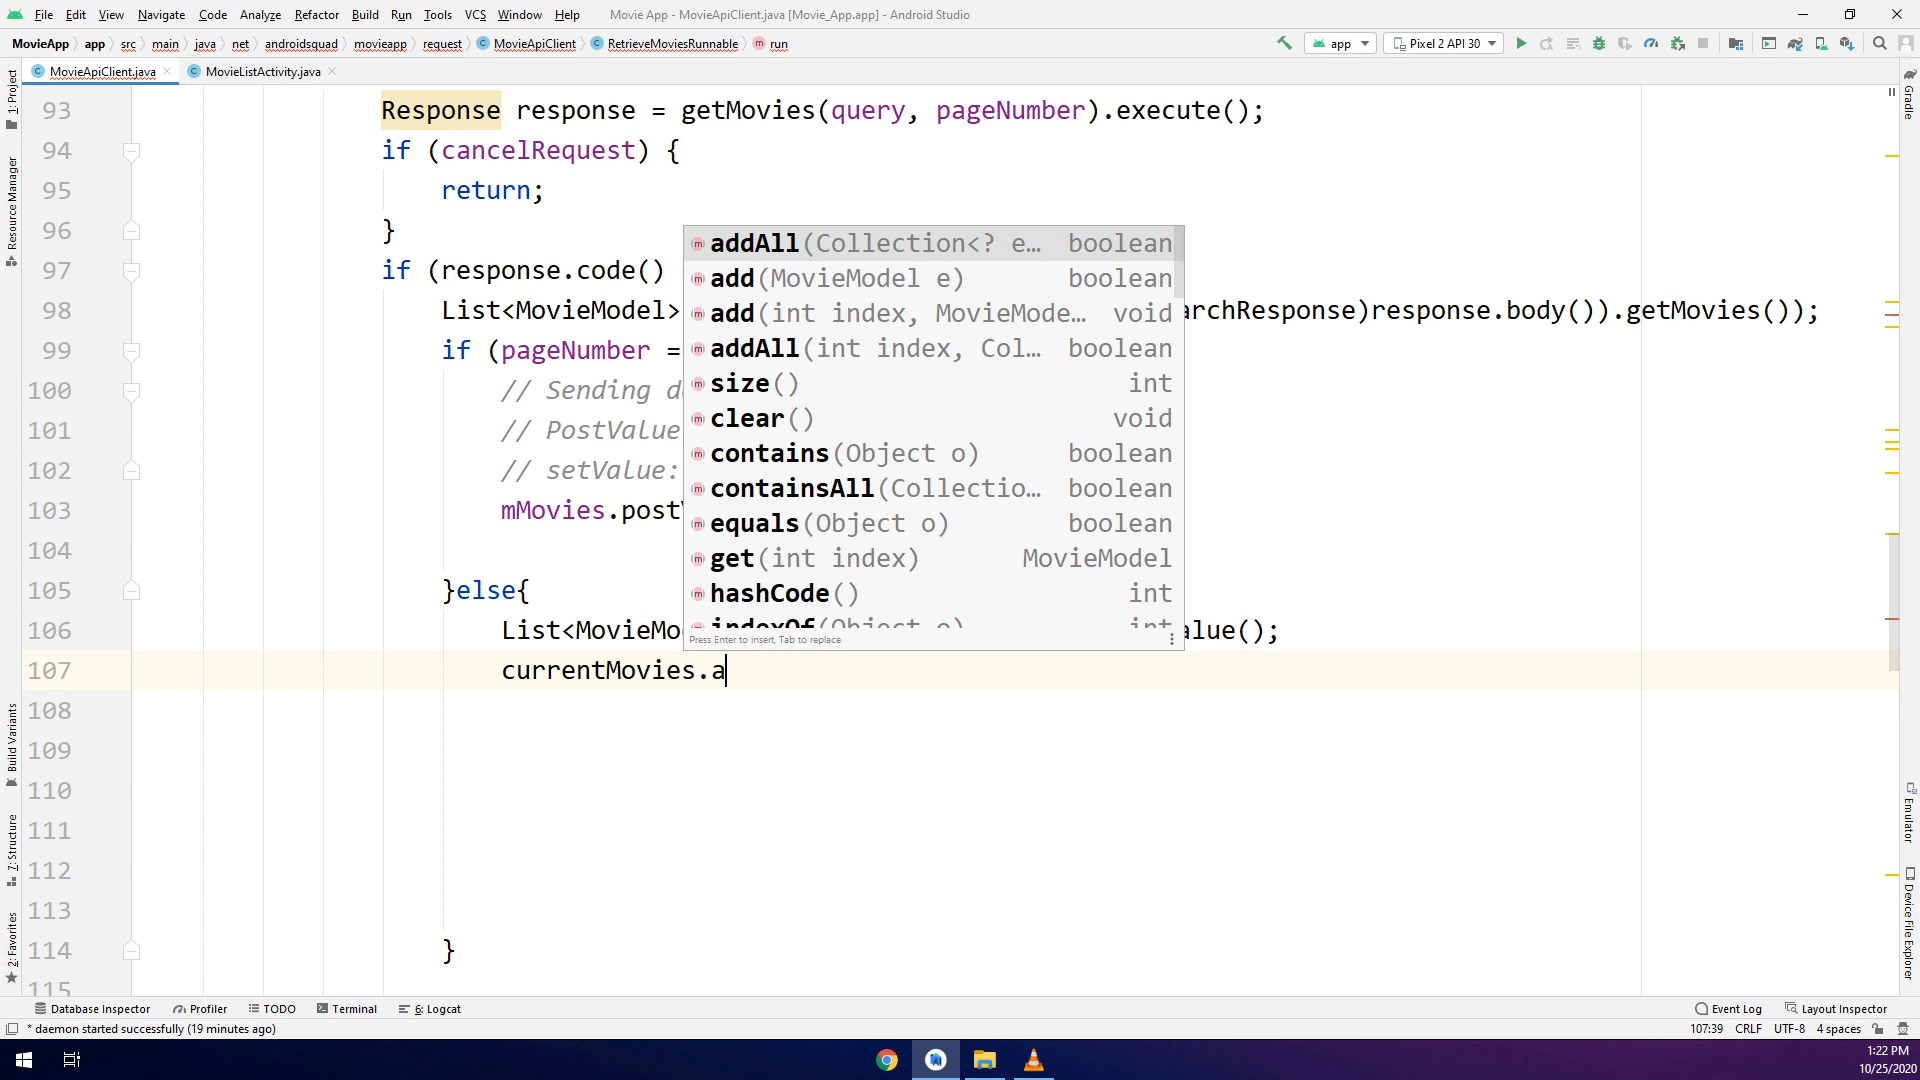 File Edit View Navigate Code Analyze Refactor Build Run Tools VCS Window Help Movie App - MovieApiClient.java [Movie_App.app] - Android Studio
MovieApp app src main java net androidsquad movieapp request MovieApiClient RetrieveMoviesRunnable run app Pixel 2 API 30
MovieApiClient.java MovieListActivity.java
1: Project
Resource Manager
Build Variants
7: Structure
2: Favorites
93 Response response = getMovies(query, pageNumber).execute();
94 if (cancelRequest) {
95 return;
96 }
97 if (response.code()
98 List<MovieModel> archResponse)response.body()).getMovies());
99 if (pageNumber =
100 // Sending d
101 // PostValue
102 // setValue:
103 mMovies.post
104
105 }else{
106 List<MovieMo alue();
107 currentMovies.a
108
109
110
111
112
113
114 }
115
addAll(Collection<? e... boolean
add(MovieModel e) boolean
add(int index, MovieMode... void
addAll(int index, Col... boolean
size() int
clear() void
contains(Object o) boolean
containsAll(Collectio... boolean
equals(Object o) boolean
get(int index) MovieModel
hashCode() int
indexOf(Object o) int
Press Enter to insert, Tab to replace
Gradle
Emulator
Device File Explorer
Database Inspector Profiler TODO Terminal 6: Logcat Event Log Layout Inspector
* daemon started successfully (19 minutes ago) 107:39 CRLF UTF-8 4 spaces
1:22 PM
10/25/2020